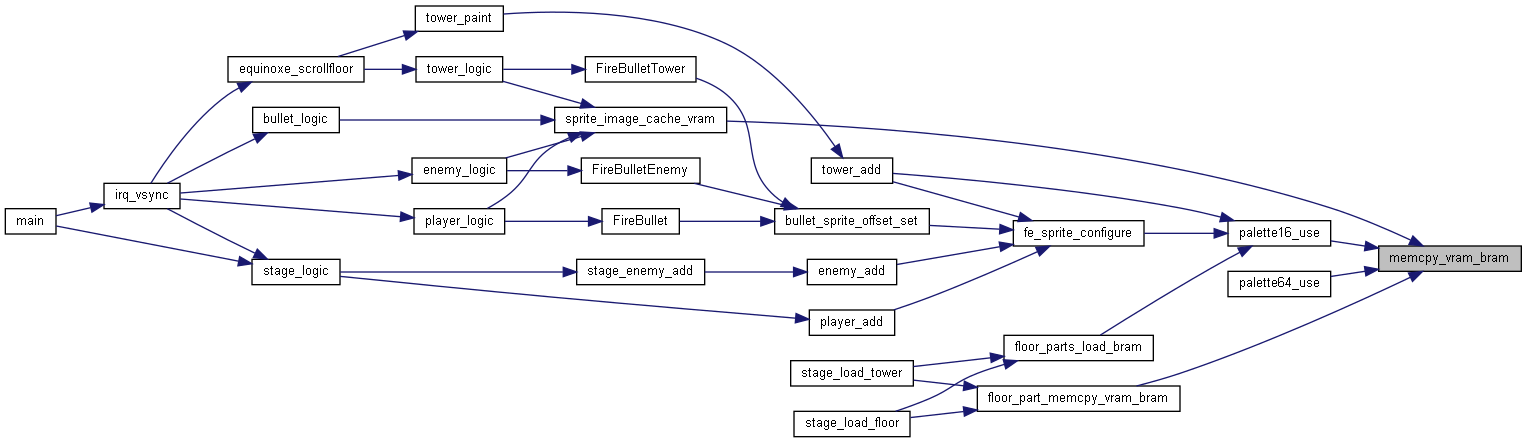 tower_paint
equinoxe_scrollfloor
tower_logic
FireBulletTower
bullet_logic
sprite_image_cache_vram
enemy_logic
FireBulletEnemy
tower_add
irq_vsync
main
player_logic
FireBullet
bullet_sprite_offset_set
fe_sprite_configure
palette16_use
memcpy_vram_bram
stage_logic
stage_enemy_add
enemy_add
palette64_use
player_add
floor_parts_load_bram
stage_load_tower
floor_part_memcpy_vram_bram
stage_load_floor